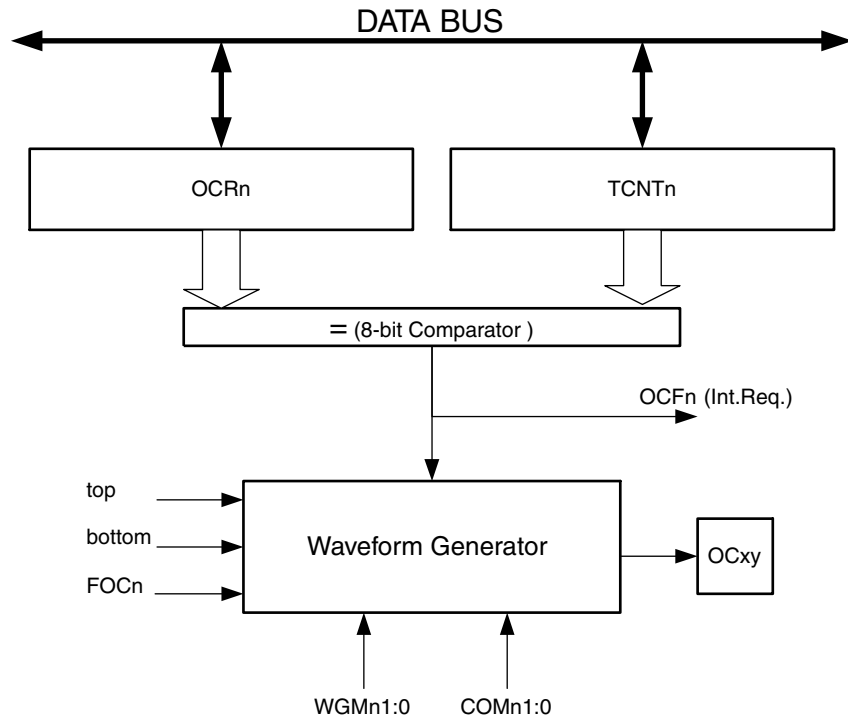 DATA BUS
OCRn
TCNTn
= (8-bit Comparator )
OCFn (Int.Req.)
top
bottom
FOCn
Waveform Generator
OCxy
WGMn1:0
COMn1:0